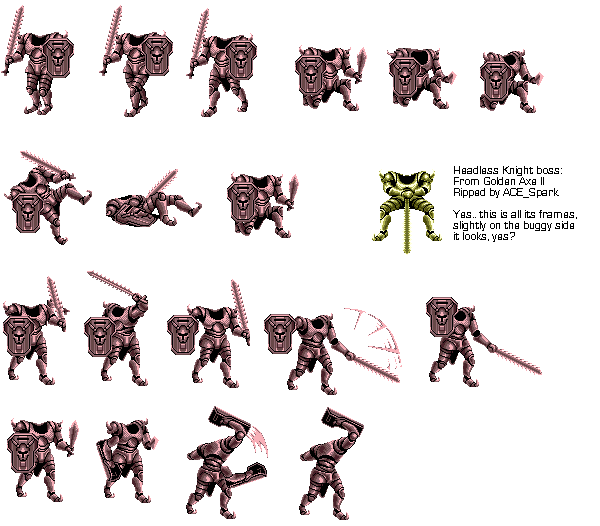 Headless Knight boss:
From Golden Axe II
Ripped by ACE_Spark

Yes.. this is all its frames,
slightly on the buggy side
it looks, yes?